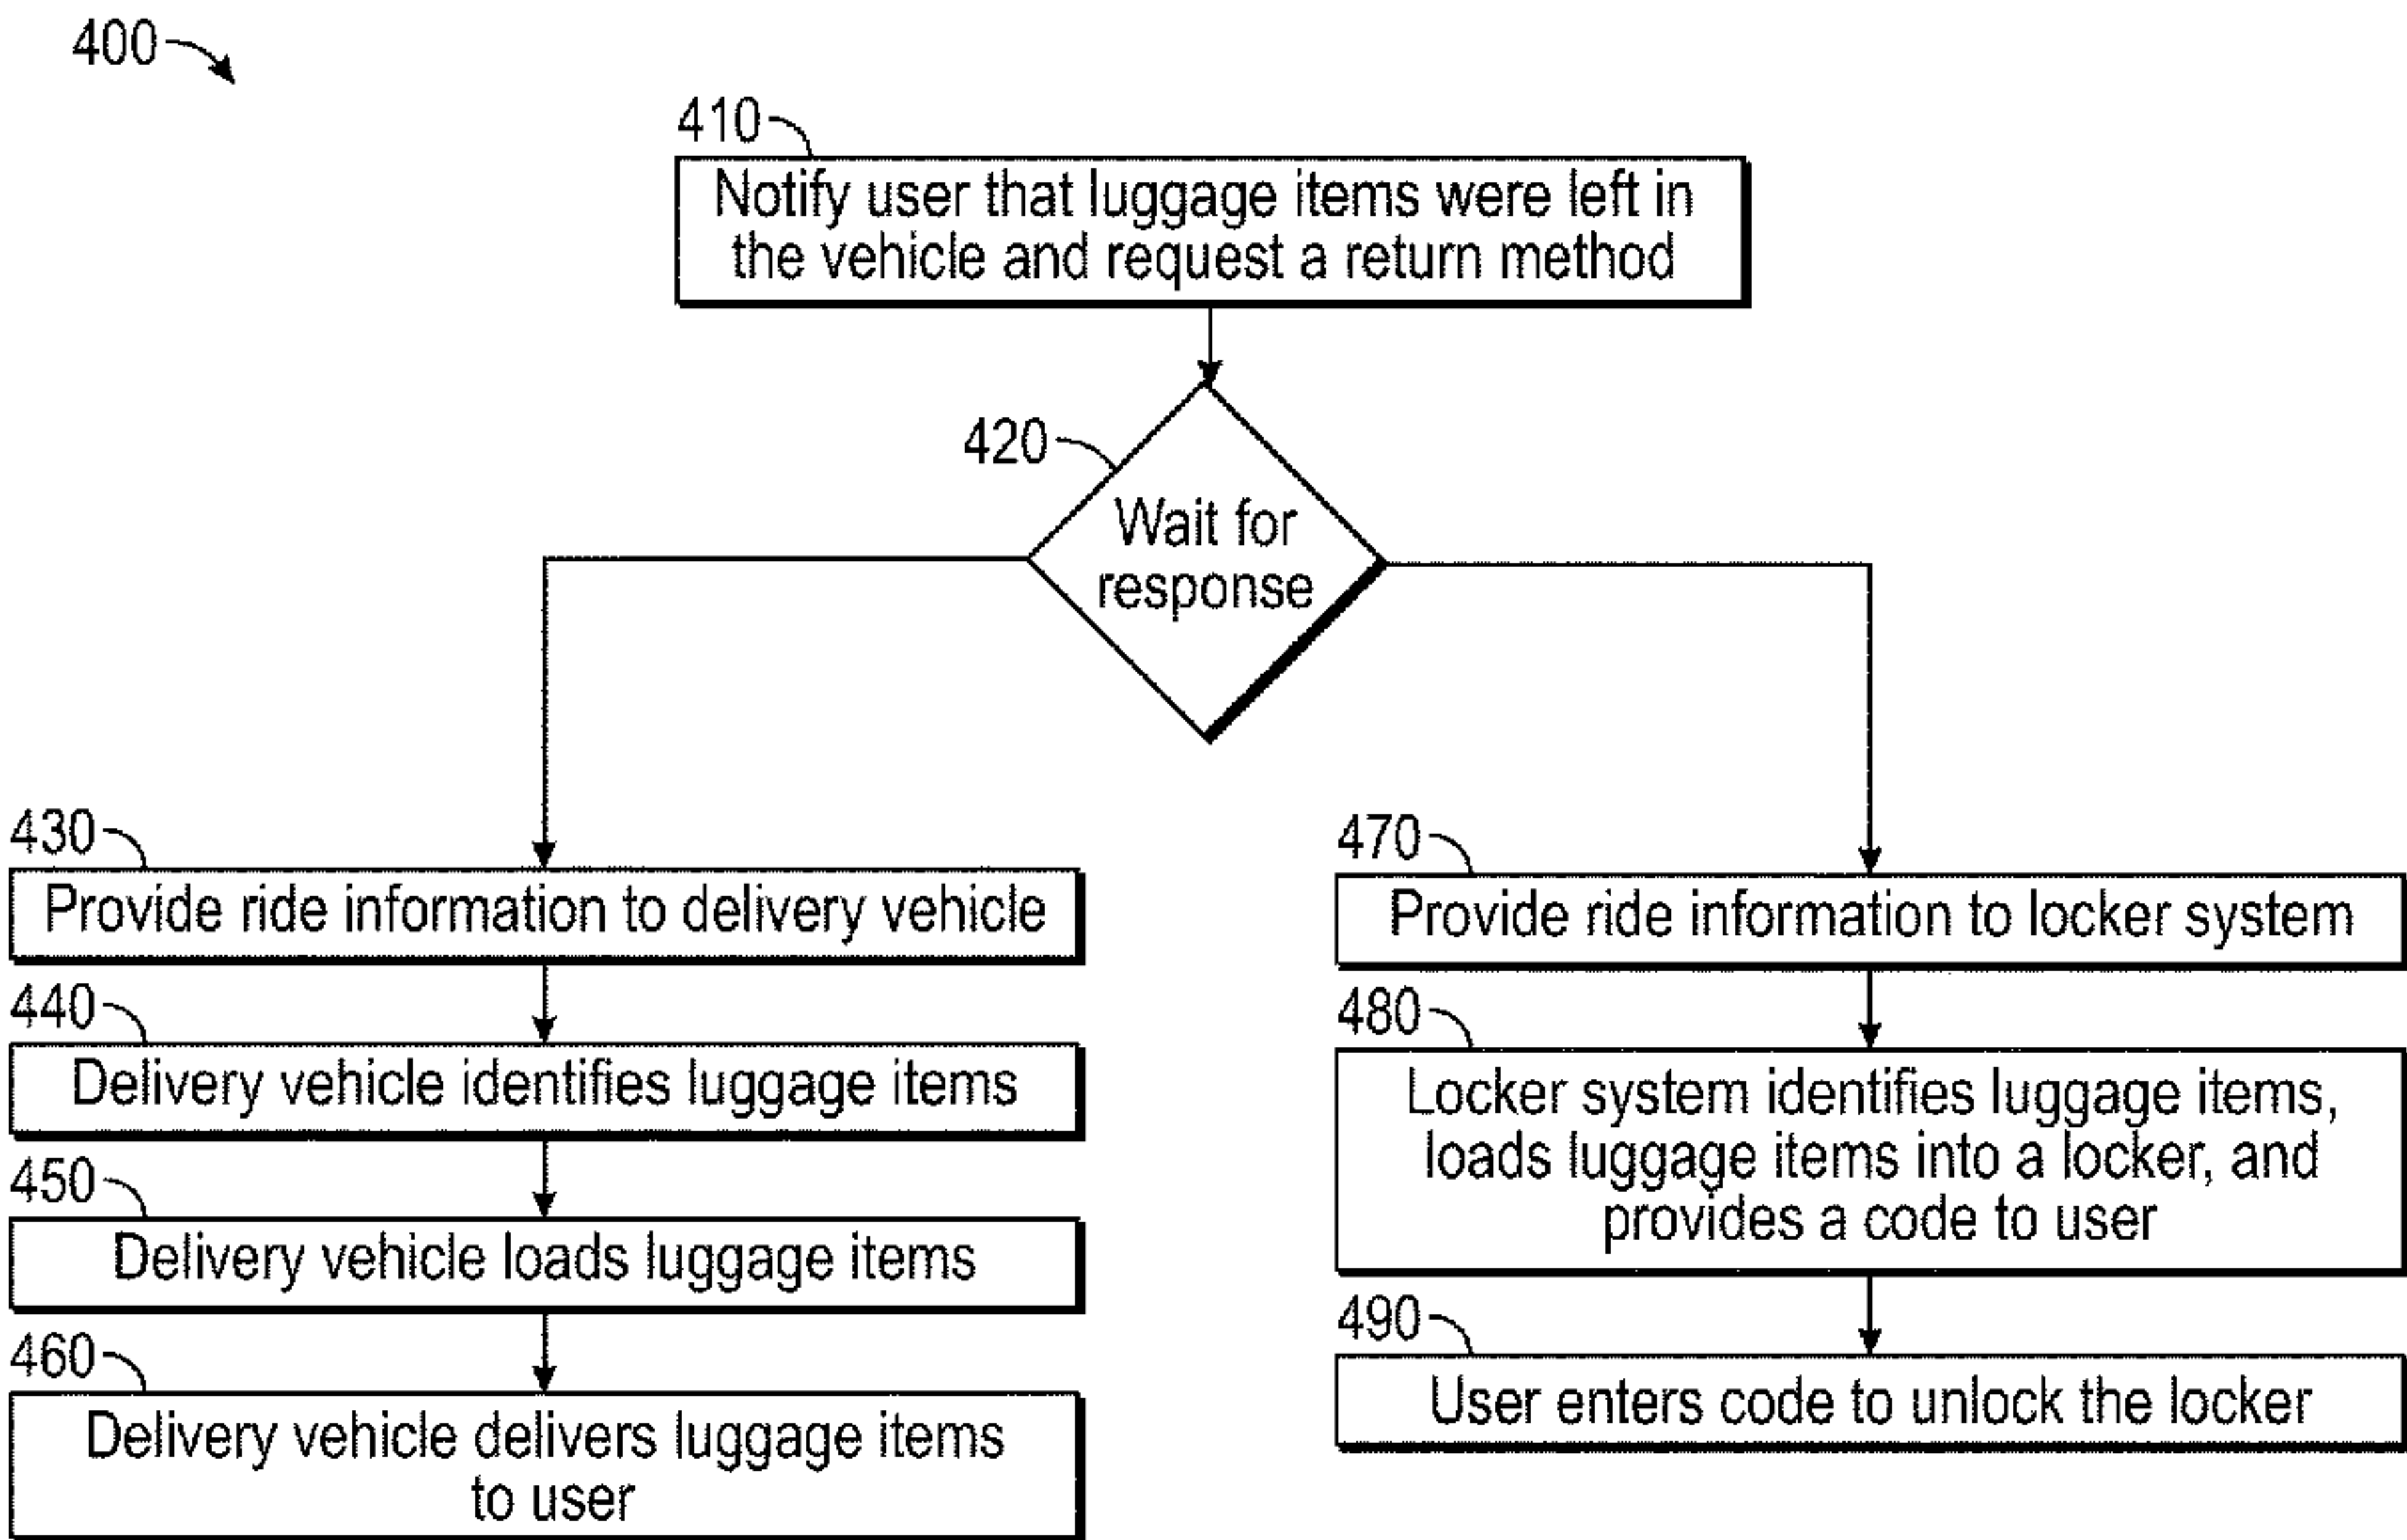 400
410
Notify user that luggage items were left in
the vehicle and request a return method
420
Wait for
response
430
Provide ride information to delivery vehicle
440
Delivery vehicle identifies luggage items
450
Delivery vehicle loads luggage items
460
Delivery vehicle delivers luggage items
to user
470
Provide ride information to locker system
480
Locker system identifies luggage items,
loads luggage items into a locker, and
provides a code to user
490
User enters code to unlock the locker